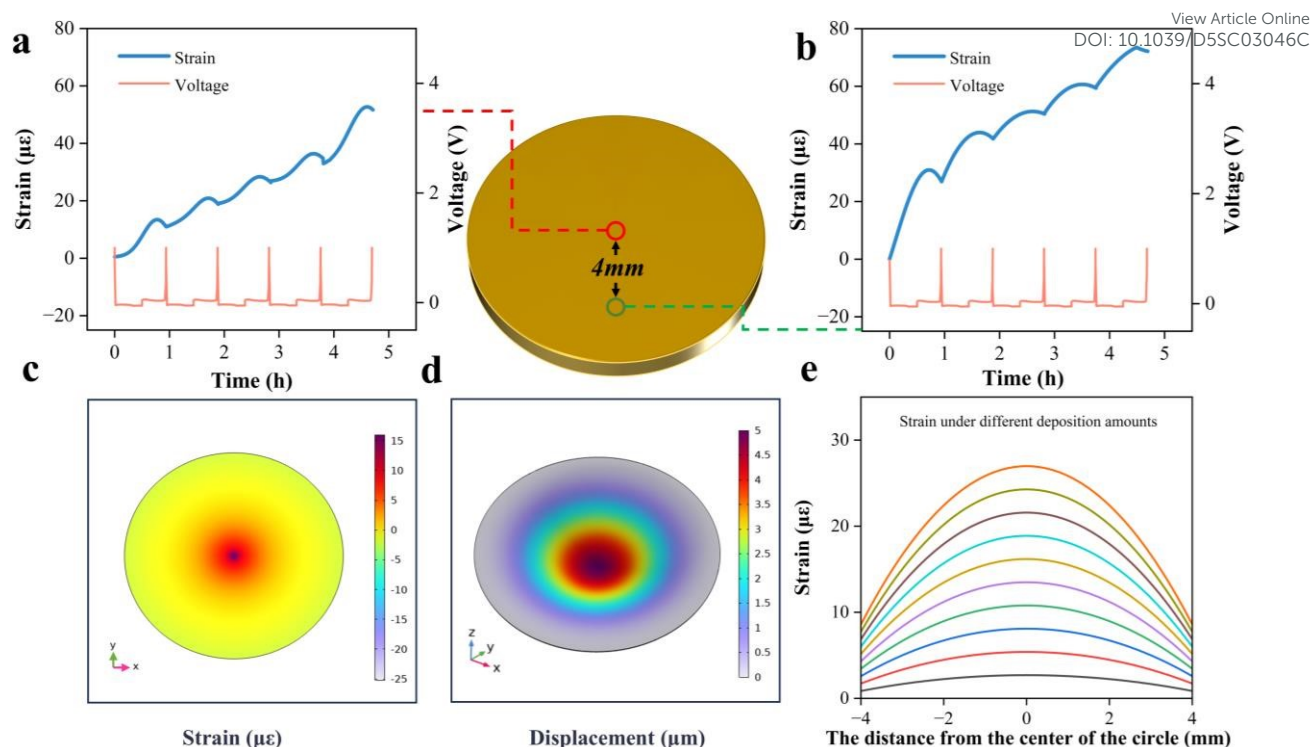 View Article Online
DOI: 10.1039/D5SC03046C
a
Strain
Voltage
80
60
40
20
0
−20
Strain (με)
4
2
0
Voltage (V)
0 1 2 3 4 5
Time (h)
4mm
b
Strain
Voltage
80
60
40
20
0
−20
Strain (με)
4
2
0
Voltage (V)
0 1 2 3 4 5
Time (h)
c
15
10
5
0
-5
-10
-15
-20
-25
y
x
Strain (με)
d
5
4.5
4
3.5
3
2.5
2
1.5
1
0.5
0
z
y
x
Displacement (μm)
e
Strain under different deposition amounts
30
20
10
0
Strain (με)
−4 −2 0 2 4
The distance from the center of the circle (mm)